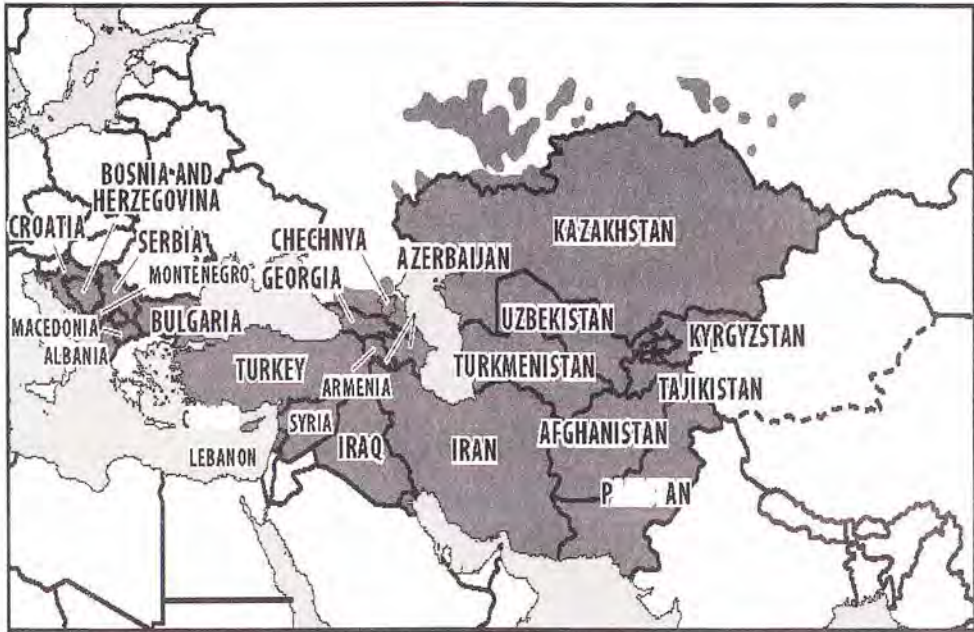 BOSNIA AND
HERZEGOVINA
CROATIA
SERBIA
CHECHNYA
MONTENEGRO
GEORGIA
AZERBAIJAN
KAZAKHSTAN
MACEDONIA
BULGARIA
UZBEKISTAN
ALBANIA
KYRGYZSTAN
TURKEY
ARMENIA
TURKMENISTAN
TAJIKISTAN
SYRIA
IRAQ
IRAN
AFGHANISTAN
LEBANON
P AN